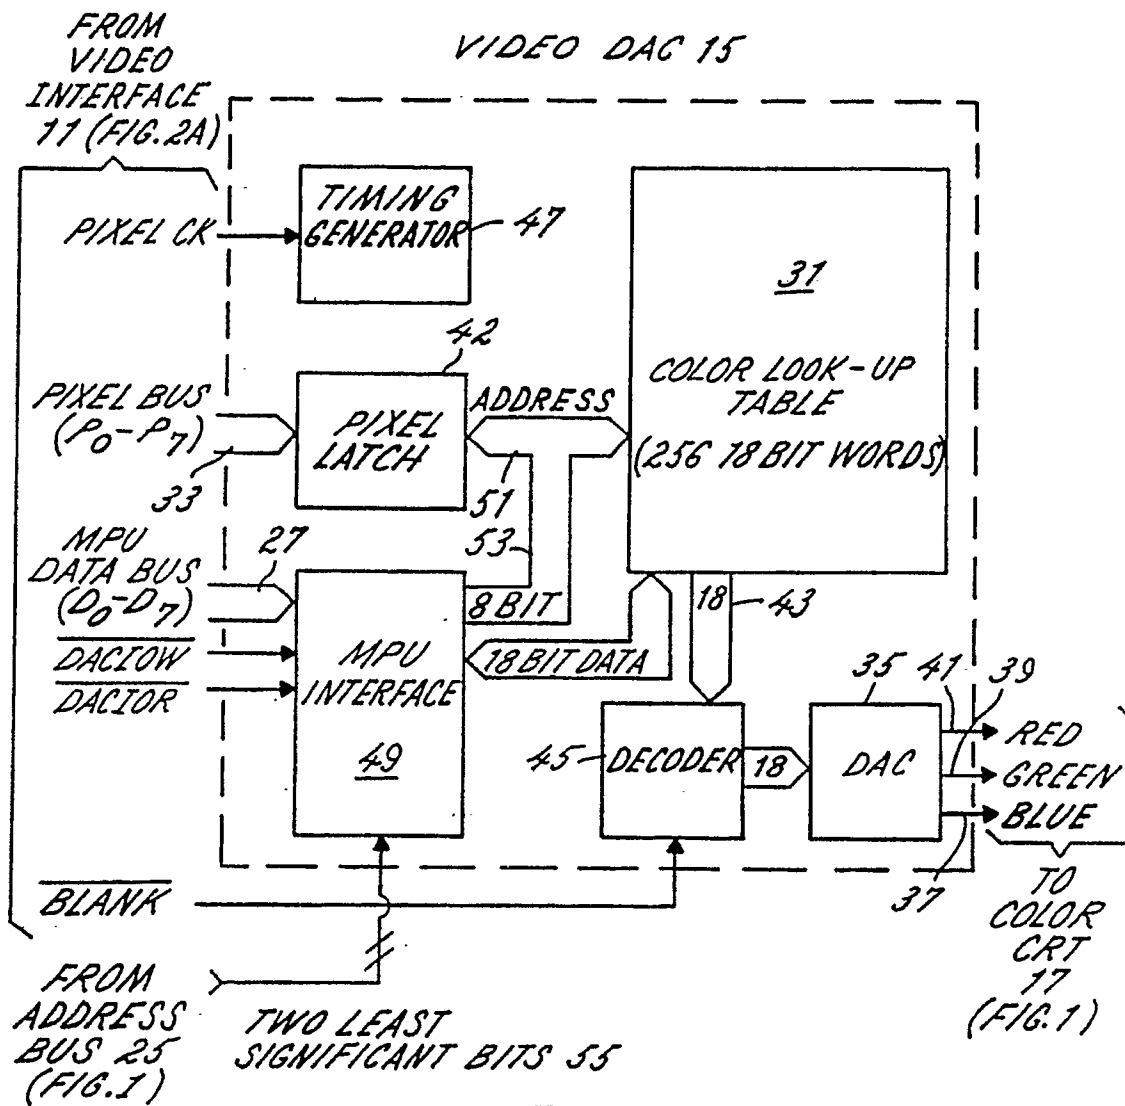 FROM
VIDEO
INTERFACE
11 (FIG. 2A)
VIDEO DAC 15
PIXEL CK
TIMING
GENERATOR
47
31
COLOR LOOK-UP
TABLE
(256 18 BIT WORDS)
42
PIXEL BUS
(P0-P7)
33
PIXEL
LATCH
ADDRESS
51
53
MPU
DATA BUS
(D0-D7)
27
DACIOW
DACIOR
MPU
INTERFACE
49
8 BIT
18 BIT DATA
18
43
45
DECODER
18
35
DAC
41
39
RED
GREEN
BLUE
37
BLANK
TO
COLOR
CRT
17
(FIG. 1)
FROM
ADDRESS
BUS 25
(FIG. 1)
TWO LEAST
SIGNIFICANT BITS 55